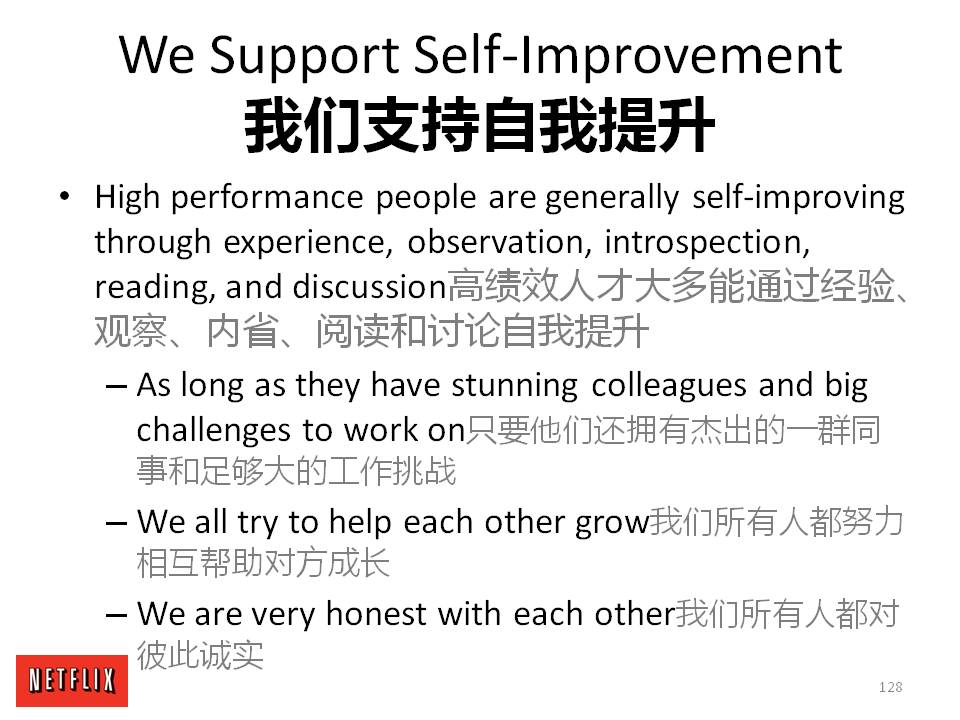 We Support Self-Improvement
我们支持自我提升
• High performance people are generally self-improving
through experience, observation, introspection,
reading, and discussion高绩效人才大多能通过经验、
观察、内省、阅读和讨论自我提升
– As long as they have stunning colleagues and big
challenges to work on只要他们还拥有杰出的一群同
事和足够大的工作挑战
– We all try to help each other grow我们所有人都努力
相互帮助对方成长
– We are very honest with each other我们所有人都对
彼此诚实
NETFLIX
128